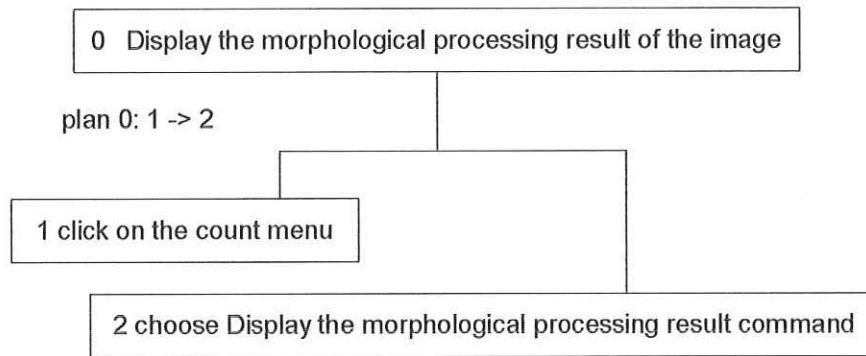 0 Display the morphological processing result of the image
plan 0: 1 -> 2
1 click on the count menu
2 choose Display the morphological processing result command